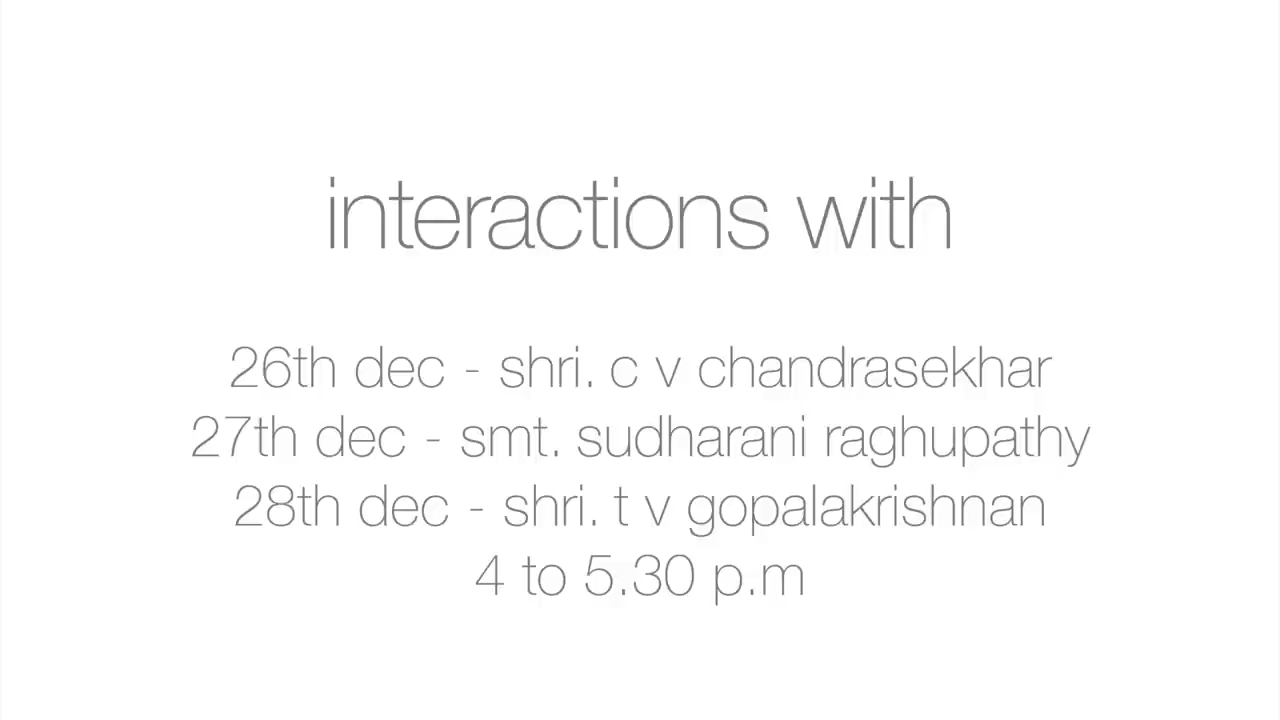 interactions with
26th dec - shri. c v chandrasekhar
27th dec - smt. sudharani raghupathy
28th dec - shri. t v gopalakrishnan
4 to 5.30 p.m